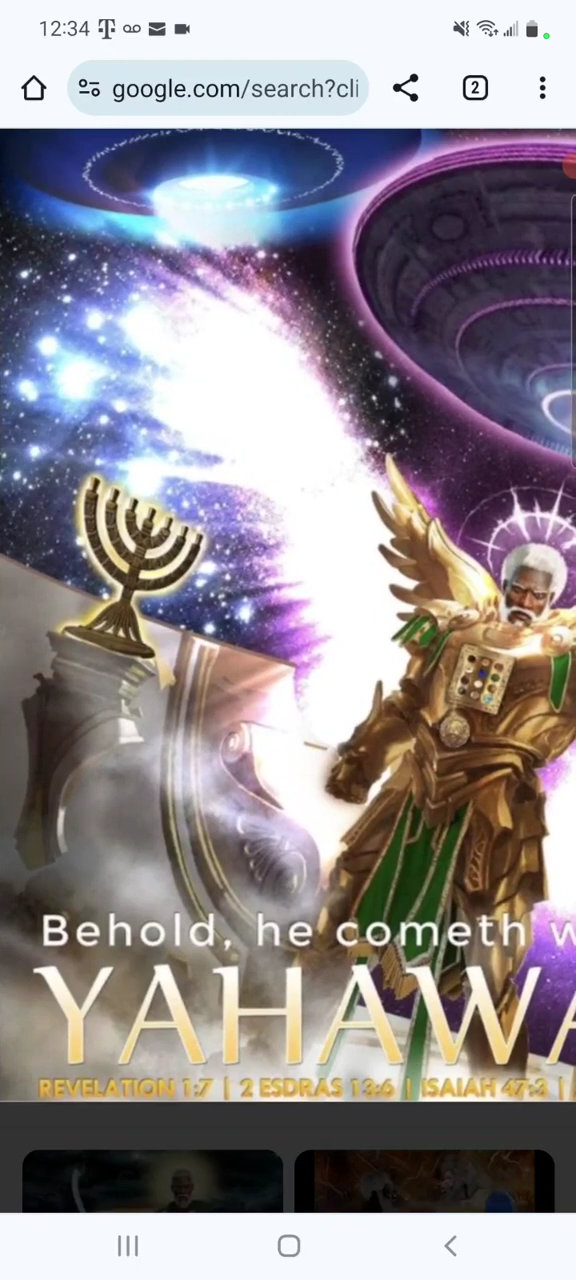 12:34
google.com/search?cli
2
Behold, he cometh w
YAHAWA
REVELATION 1:7 | 2 ESDRAS 13:6 | ISAIAH 47:3 |